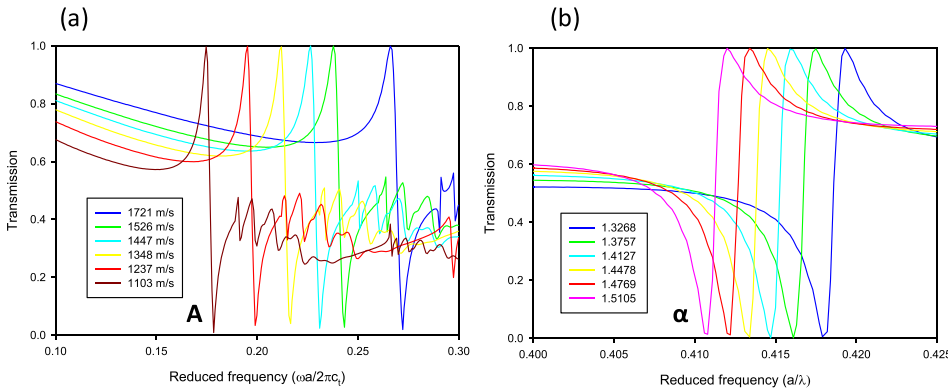 (a)
Transmission
1.0
0.8
0.6
0.4
0.2
0.0
1721 m/s
1526 m/s
1447 m/s
1348 m/s
1237 m/s
1103 m/s
A
0.10
0.15
0.20
0.25
0.30
Reduced frequency (ωa/2πcₜ)
(b)
Transmission
1.0
0.8
0.6
0.4
0.2
0.0
1.3268
1.3757
1.4127
1.4478
1.4769
1.5105
α
0.400
0.405
0.410
0.415
0.420
0.425
Reduced frequency (a/λ)